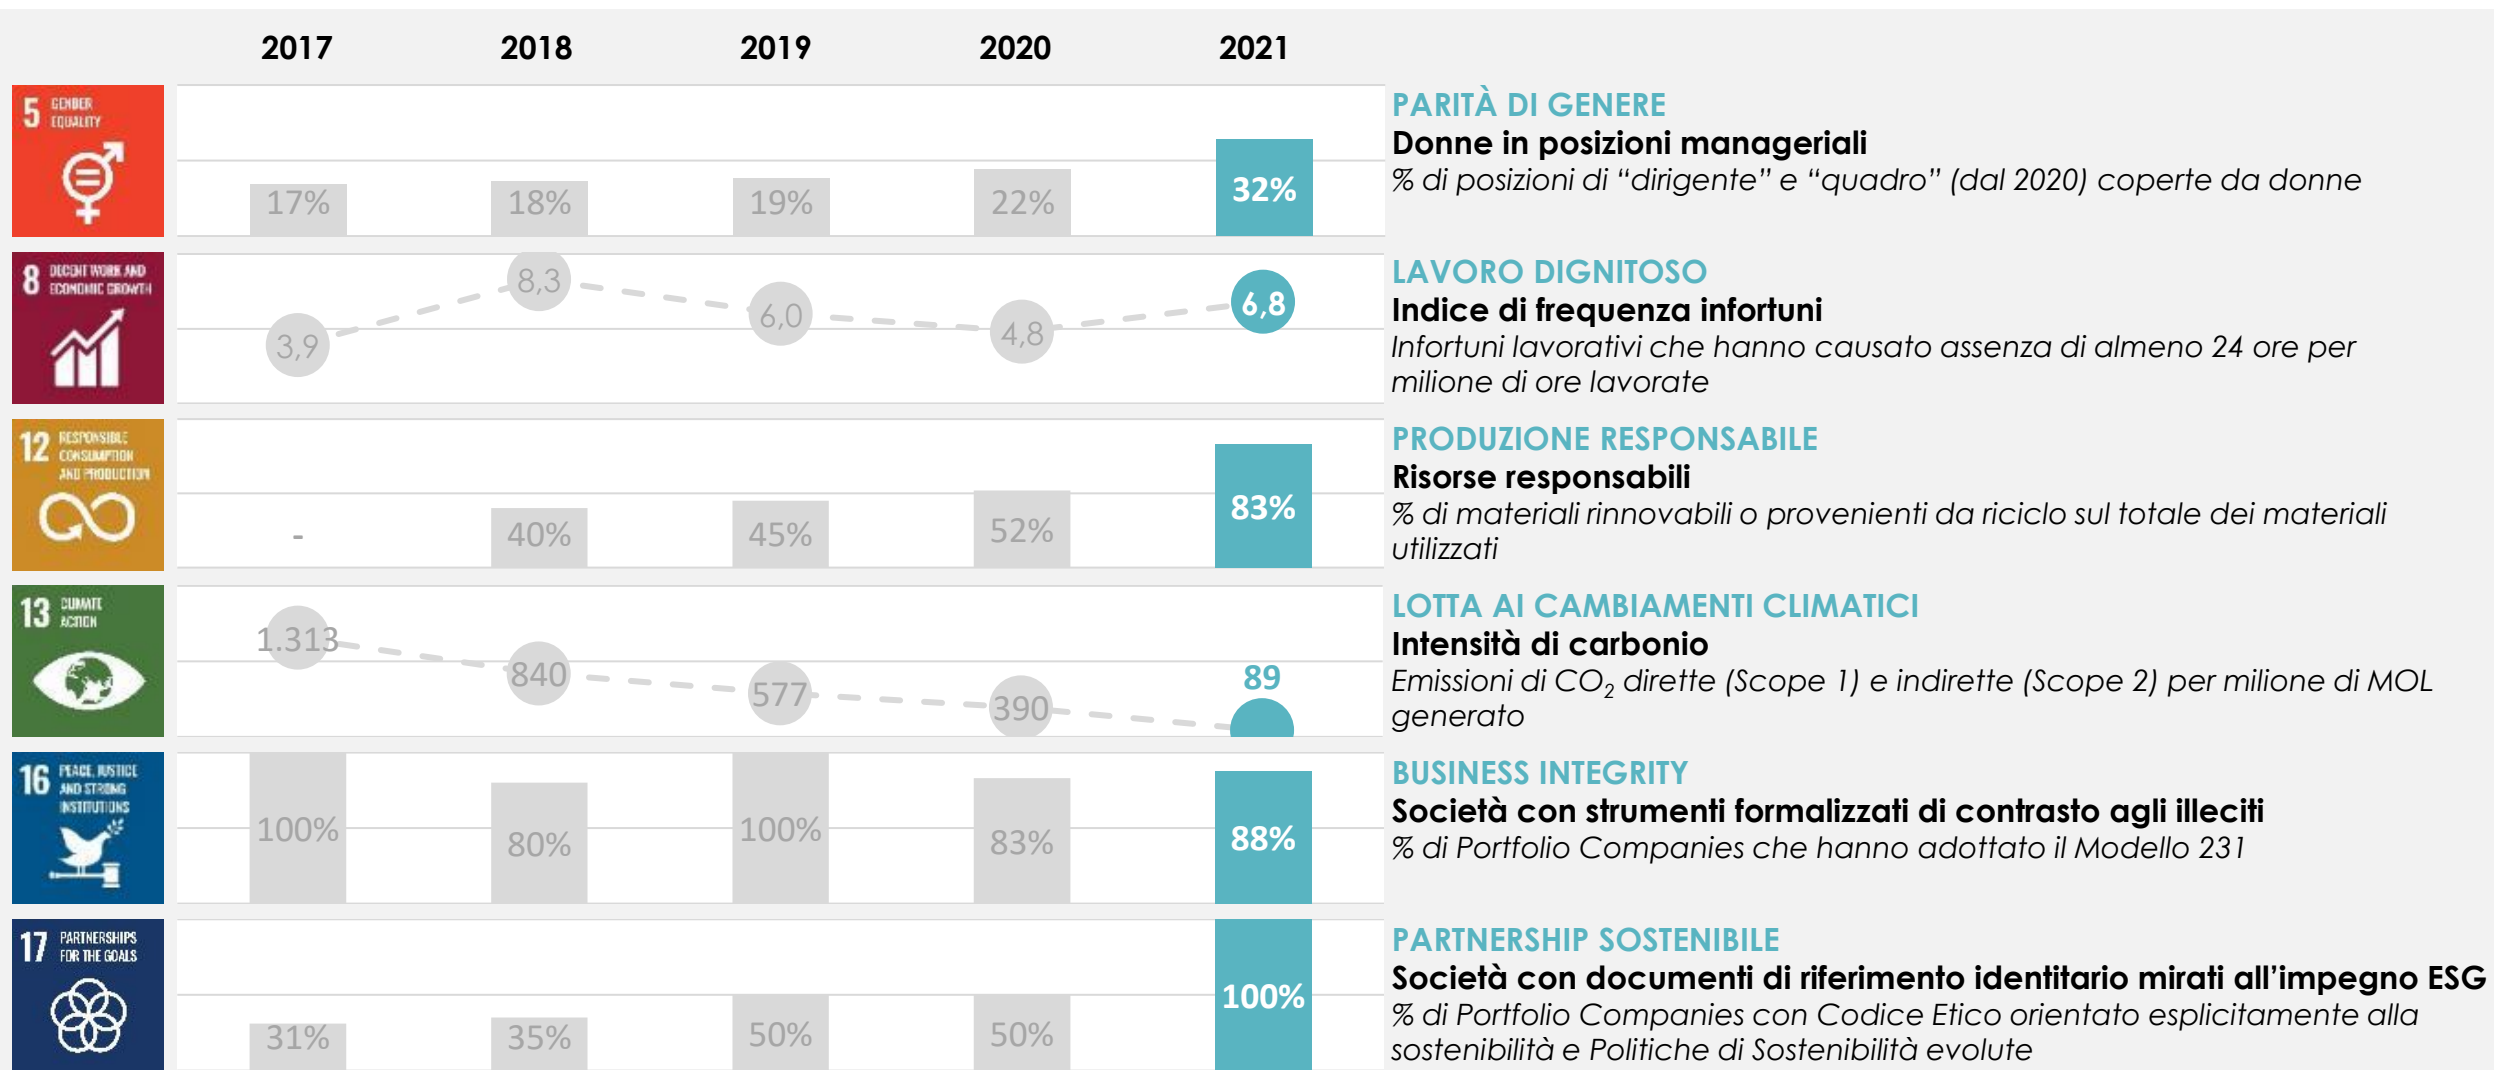 2017 2018 2019 2020 2021
5 GENDER
EQUALITY
17% 18% 19% 22% 32%
PARITÀ DI GENERE
Donne in posizioni manageriali
% di posizioni di “dirigente” e “quadro” (dal 2020) coperte da donne
8 DECENT WORK AND
ECONOMIC GROWTH
3,9 8,3 6,0 4,8 6,8
LAVORO DIGNITOSO
Indice di frequenza infortuni
Infortuni lavorativi che hanno causato assenza di almeno 24 ore per
milione di ore lavorate
12 RESPONSIBLE
CONSUMPTION
AND PRODUCTION
- 40% 45% 52% 83%
PRODUZIONE RESPONSABILE
Risorse responsabili
% di materiali rinnovabili o provenienti da riciclo sul totale dei materiali
utilizzati
13 CLIMATE
ACTION
1.313 840 577 390 89
LOTTA AI CAMBIAMENTI CLIMATICI
Intensità di carbonio
Emissioni di CO₂ dirette (Scope 1) e indirette (Scope 2) per milione di MOL
generato
16 PEACE, JUSTICE
AND STRONG
INSTITUTIONS
100% 80% 100% 83% 88%
BUSINESS INTEGRITY
Società con strumenti formalizzati di contrasto agli illeciti
% di Portfolio Companies che hanno adottato il Modello 231
17 PARTNERSHIPS
FOR THE GOALS
31% 35% 50% 50% 100%
PARTNERSHIP SOSTENIBILE
Società con documenti di riferimento identitario mirati all’impegno ESG
% di Portfolio Companies con Codice Etico orientato esplicitamente alla
sostenibilità e Politiche di Sostenibilità evolute